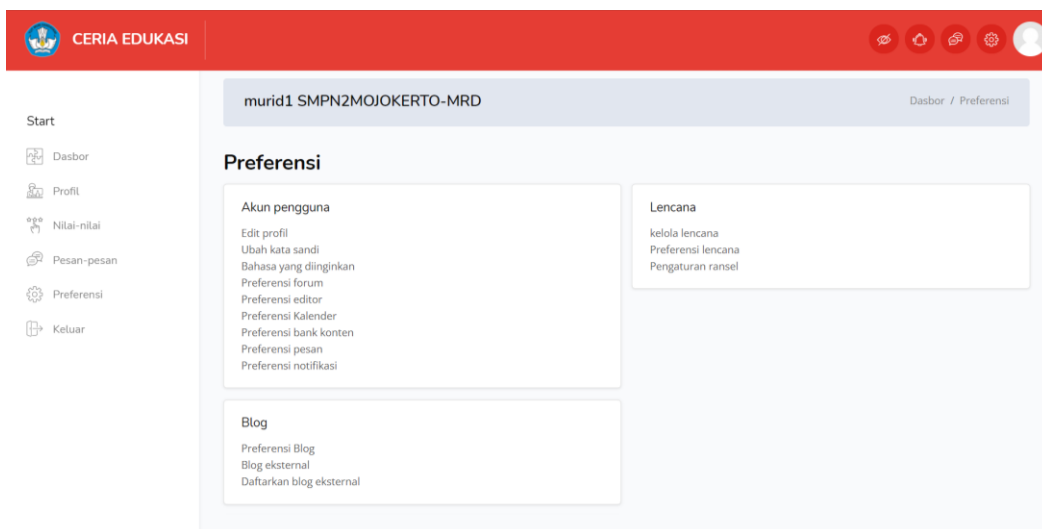 CERIA EDUKASI
murid1 SMPN2MOJOKERTO-MRD
Dasbor / Preferensi
Start
Dasbor
Profil
Nilai-nilai
Pesan-pesan
Preferensi
Keluar
Preferensi
Akun pengguna
Edit profil
Ubah kata sandi
Bahasa yang diinginkan
Preferensi forum
Preferensi editor
Preferensi Kalender
Preferensi bank konten
Preferensi pesan
Preferensi notifikasi
Lencana
kelola lencana
Preferensi lencana
Pengaturan ransel
Blog
Preferensi Blog
Blog eksternal
Daftarkan blog eksternal